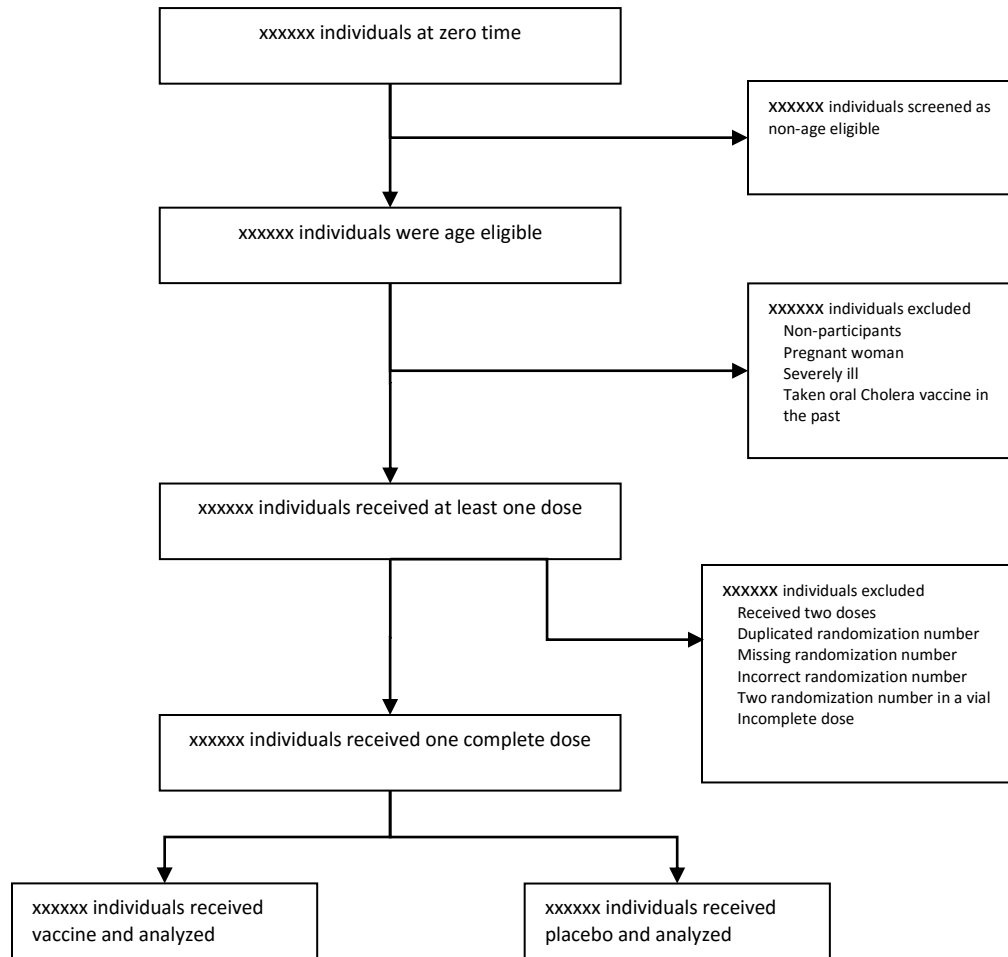 xxxxxx individuals at zero time
xxxxxx individuals screened as
non-age eligible
xxxxxx individuals were age eligible
xxxxxx individuals excluded
Non-participants
Pregnant woman
Severely ill
Taken oral Cholera vaccine in
the past
xxxxxx individuals received at least one dose
xxxxxx individuals excluded
Received two doses
Duplicated randomization number
Missing randomization number
Incorrect randomization number
Two randomization number in a vial
Incomplete dose
xxxxxx individuals received one complete dose
xxxxxx individuals received
vaccine and analyzed
xxxxxx individuals received
placebo and analyzed